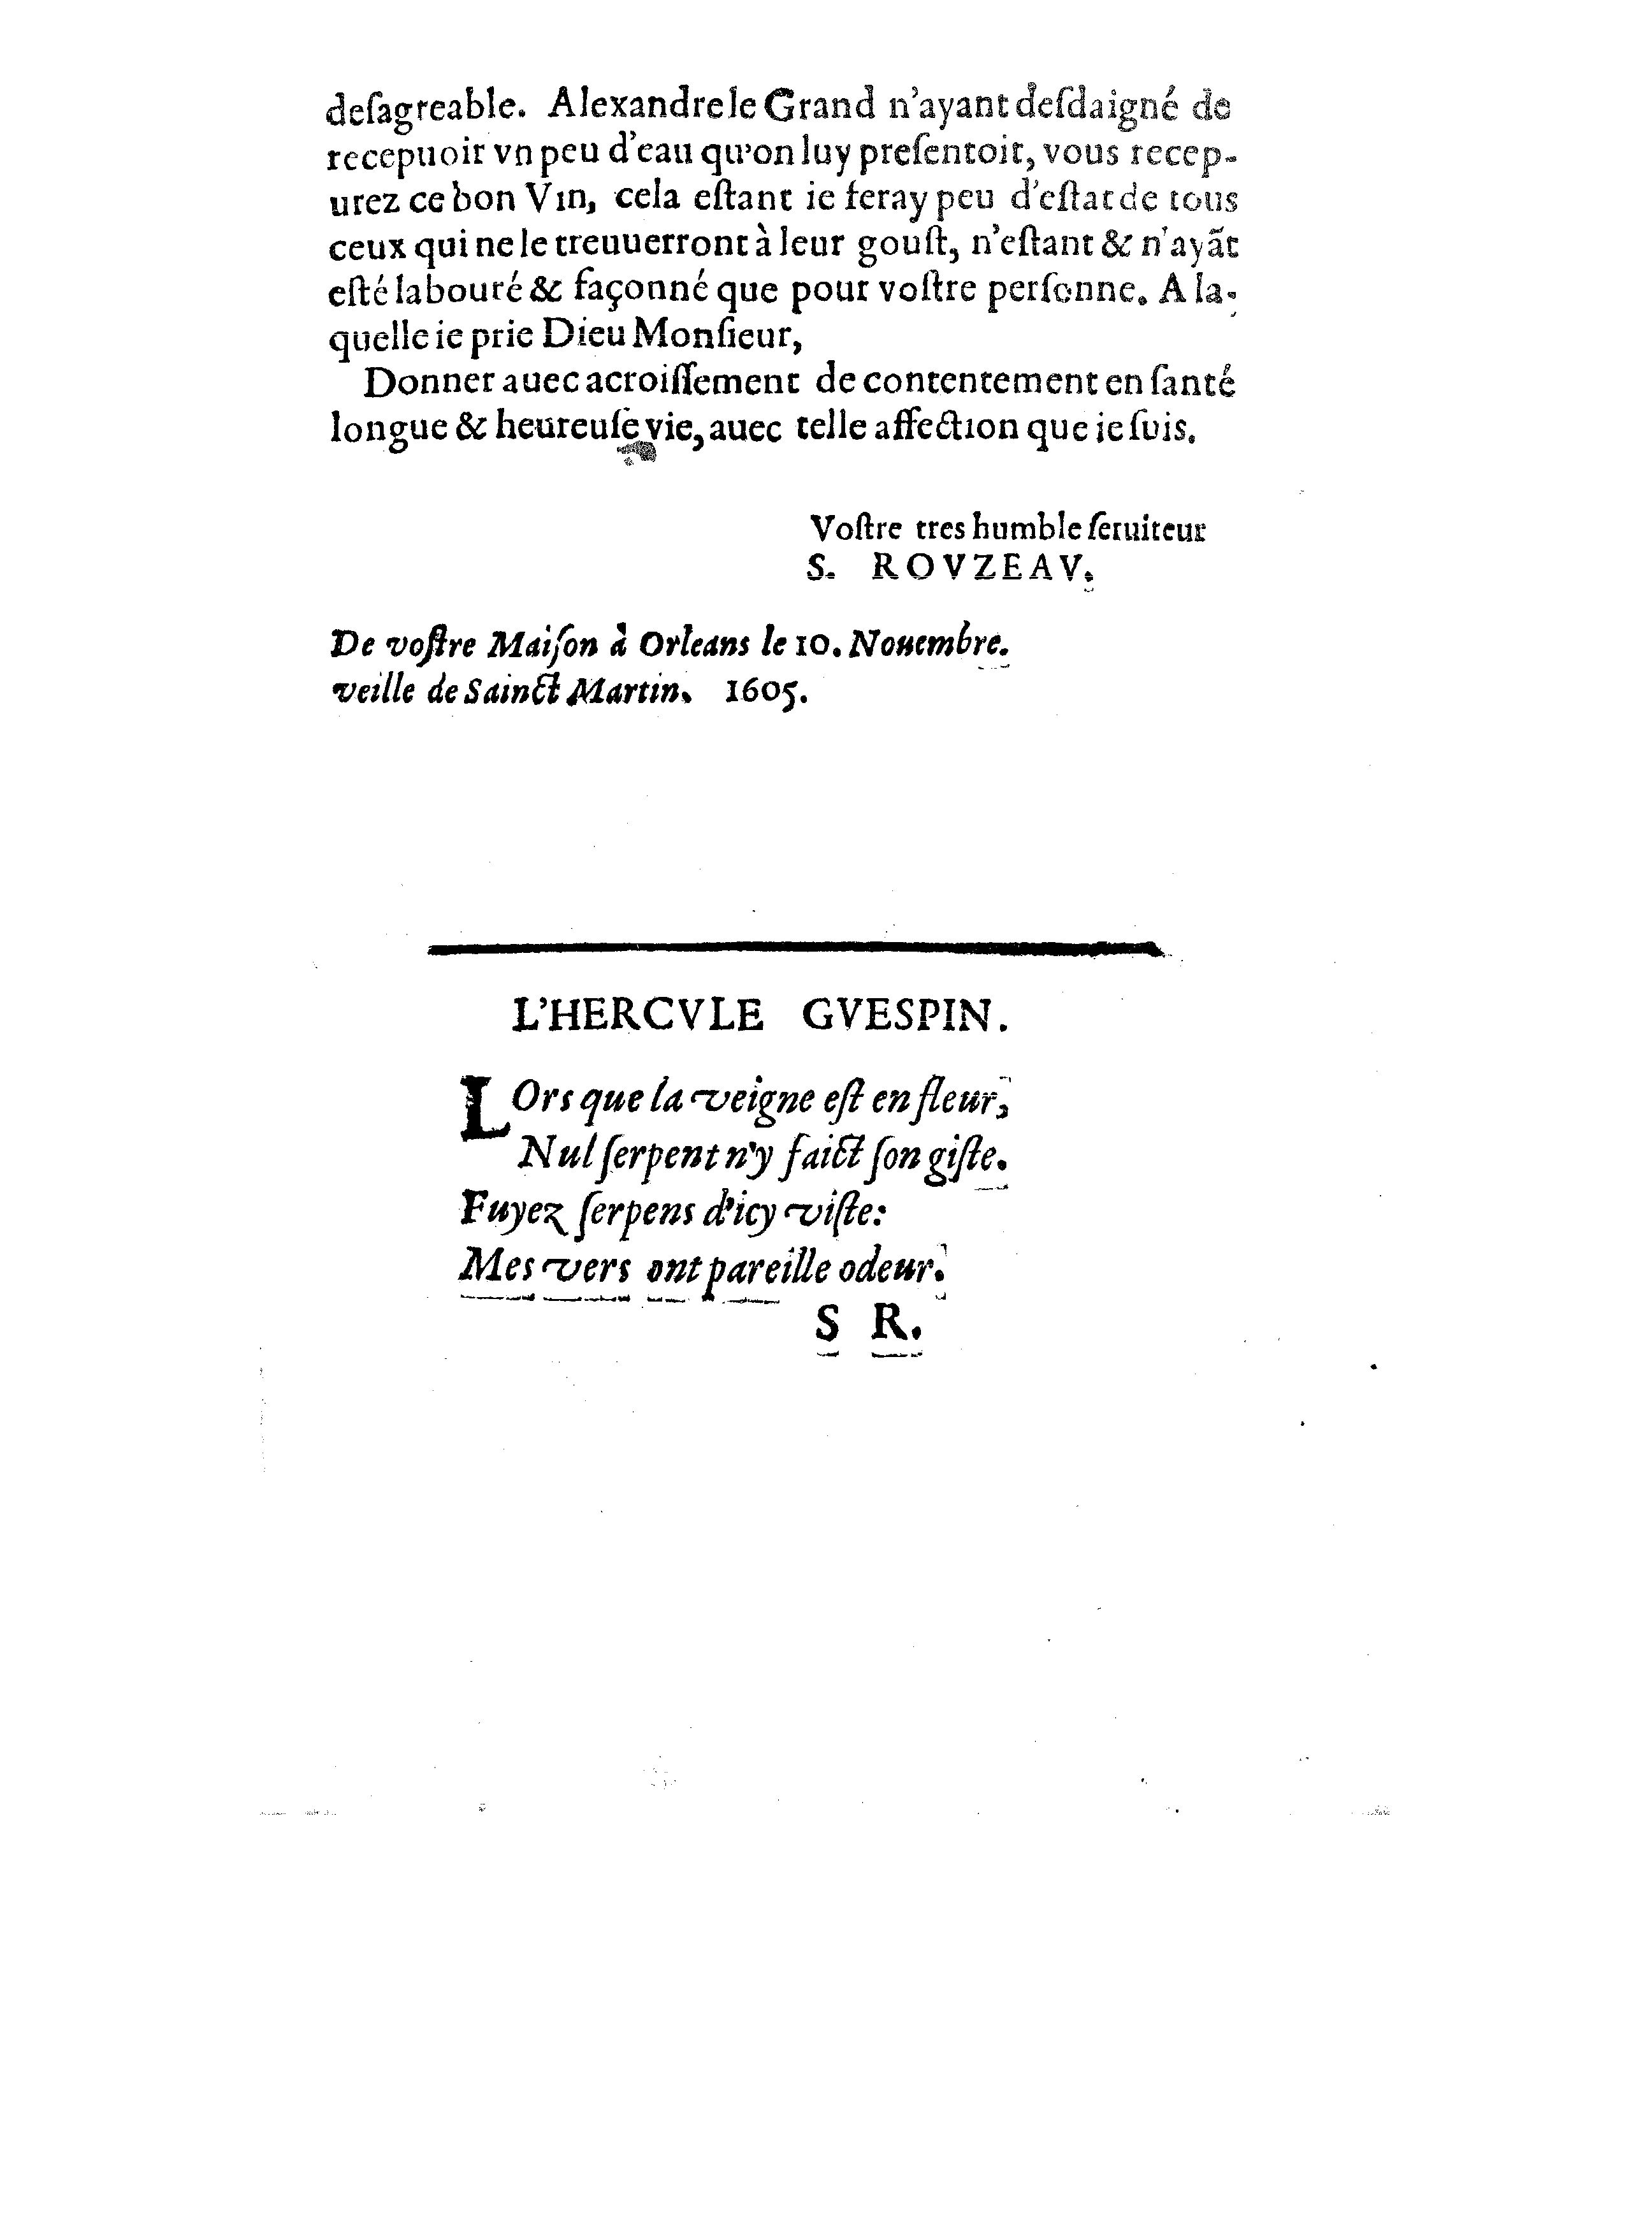 deſagreable. Alexandre le Grand n'ayant deſdaigné de
recepuoir vn peu d'eau qu'on luy preſentoit, vous recep-
urez ce bon Vin, cela eſtant ie feray peu d'eſtat de tous
ceux qui ne le treuuerront à leur gouſt, n'eſtant & n'ayãt
eſté labouré & façonné que pour voſtre perſonne. A la-
quelle ie prie Dieu Monſieur,
Donner auec acroiſſement de contentement en ſanté
longue & heureuſe vie, auec telle affection que ie ſuis.
Voſtre tres humble ſeruiteur
S. ROVZEAV.
De voſtre Maiſon à Orleans le 10. Nouembre.
veille de Sainct Martin. 1605.
L'HERCVLE GVESPIN.
LOrs que la veigne eſt en fleur,
Nul ſerpent n'y faict ſon giſte.
Fuyez ſerpens d'icy viſte:
Mes vers ont pareille odeur.
S R.